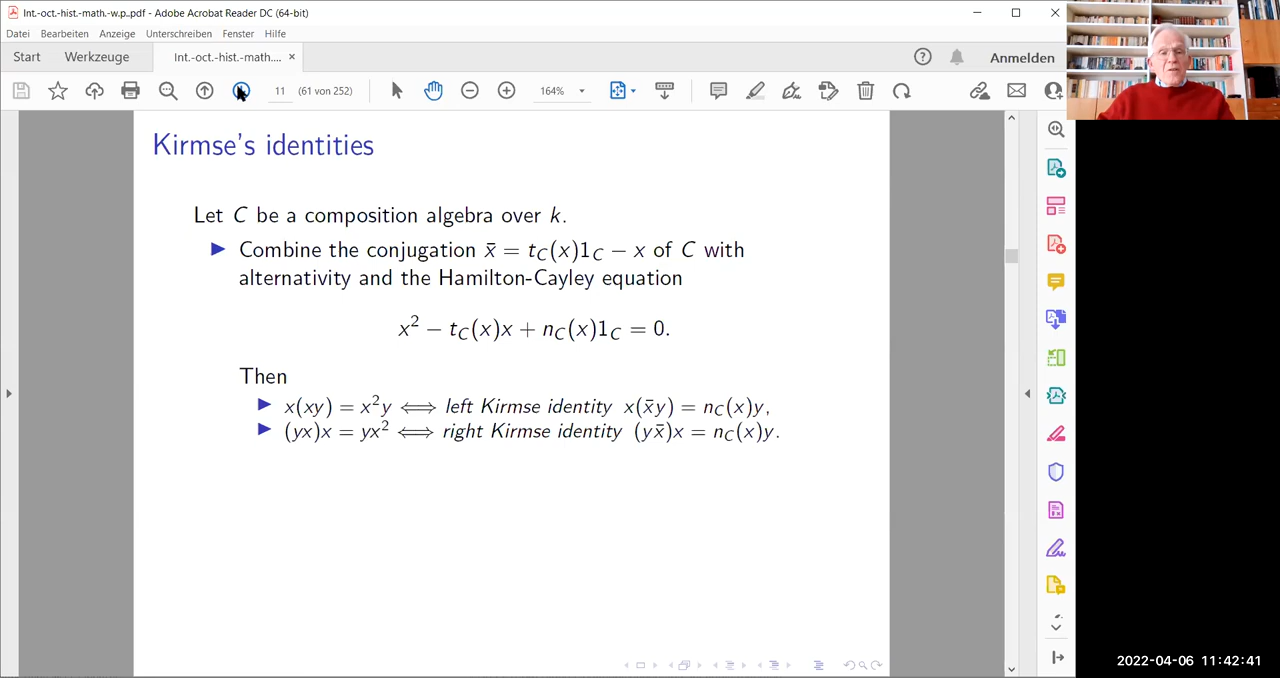 Int.-oct.-hist.-math.-w.p..pdf - Adobe Acrobat Reader DC (64-bit)
Datei Bearbeiten Anzeige Unterschreiben Fenster Hilfe
Start Werkzeuge Int.-oct.-hist.-math.... × Anmelden
11 (61 von 252) 164%
Kirmse's identities
Let C be a composition algebra over k.
▶ Combine the conjugation x̄ = t_C(x)1_C − x of C with
alternativity and the Hamilton-Cayley equation
x² − t_C(x)x + n_C(x)1_C = 0.
Then
▶ x(xy) = x²y ⟺ left Kirmse identity x(x̄y) = n_C(x)y,
▶ (yx)x = yx² ⟺ right Kirmse identity (yx̄)x = n_C(x)y.
2022-04-06 11:42:41